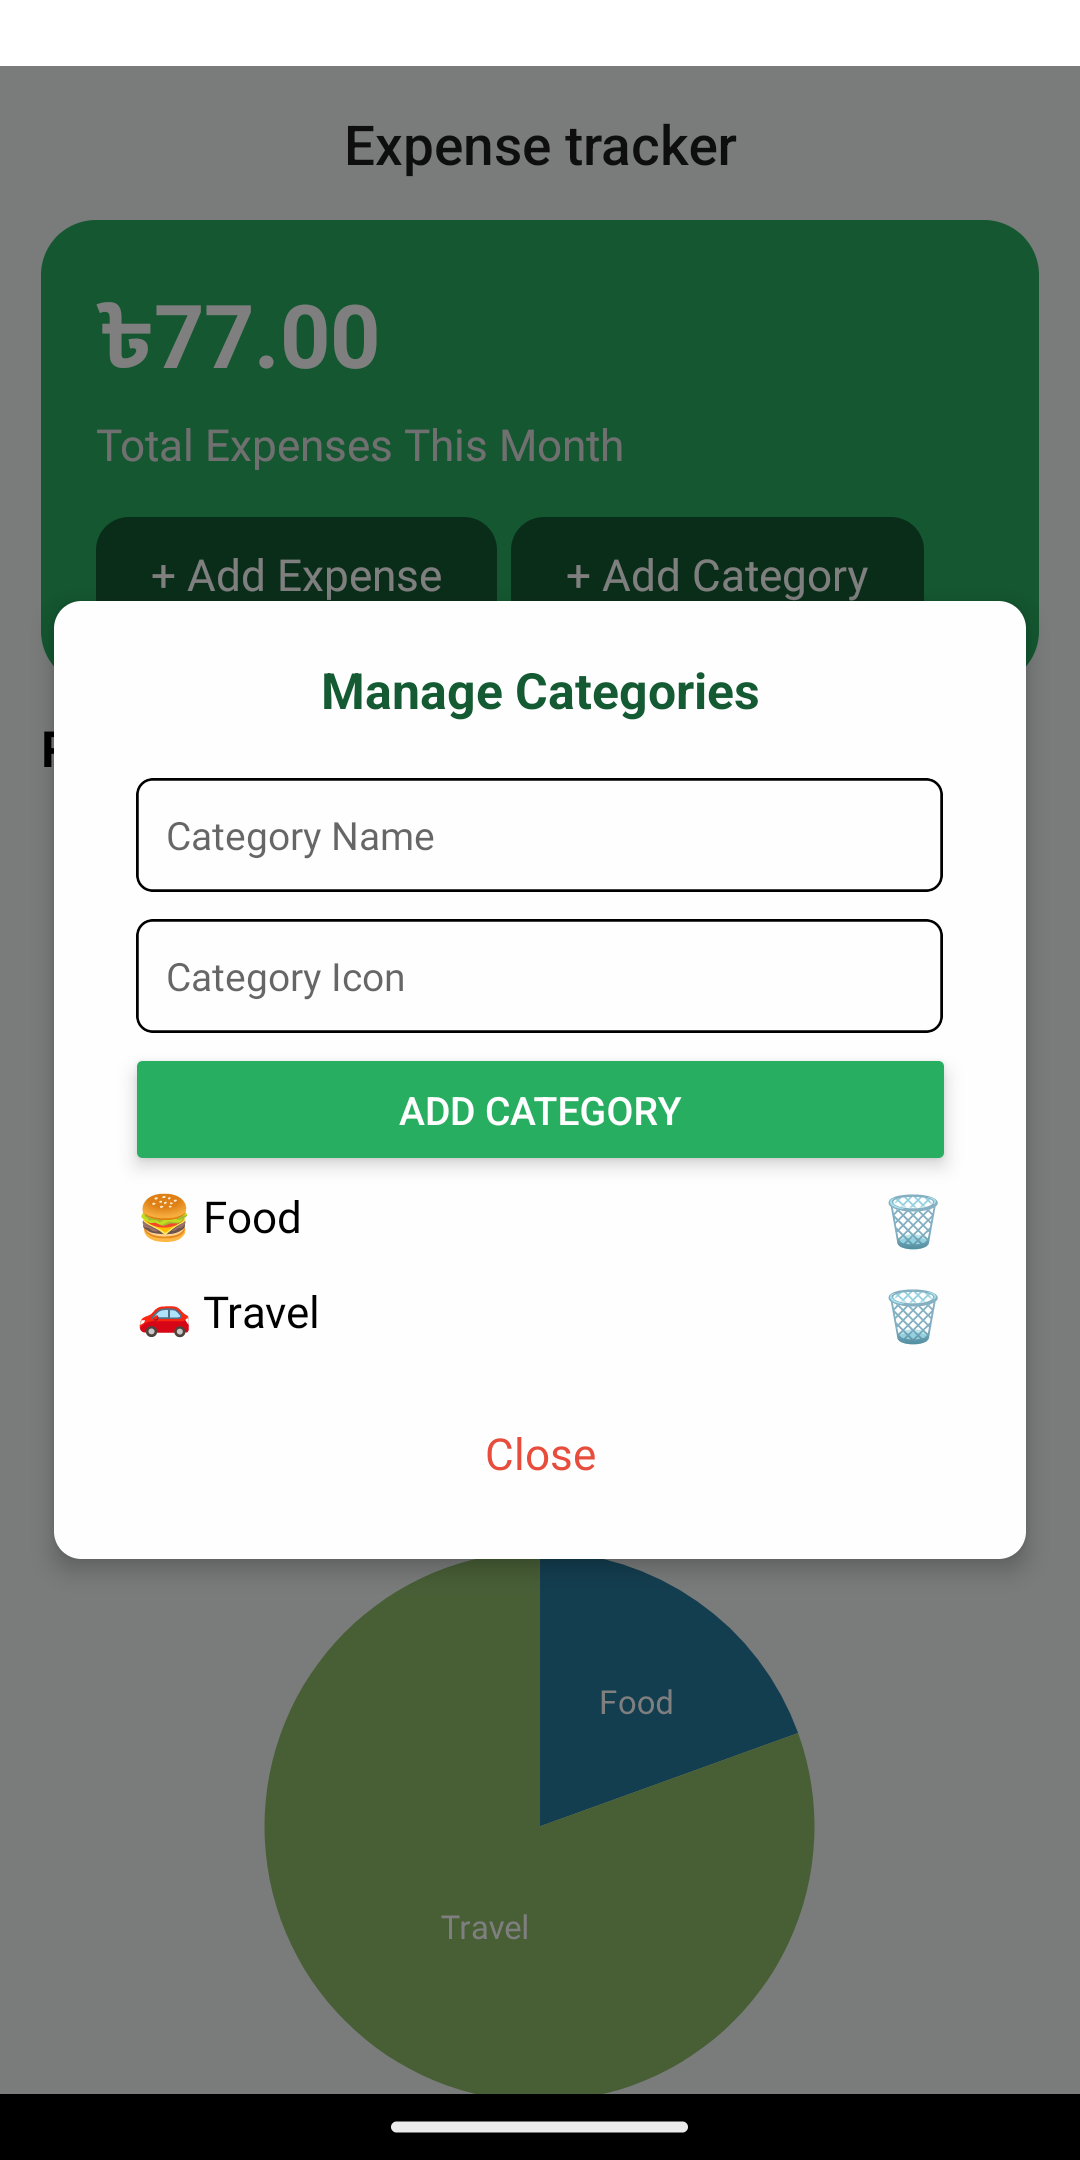 Expense tracker
৳77.00
Total Expenses This Month
+ Add Expense
+ Add Category
Manage Categories
Category Name
Category Icon
ADD CATEGORY
🍔 Food
🚗 Travel
Close
Food
Travel